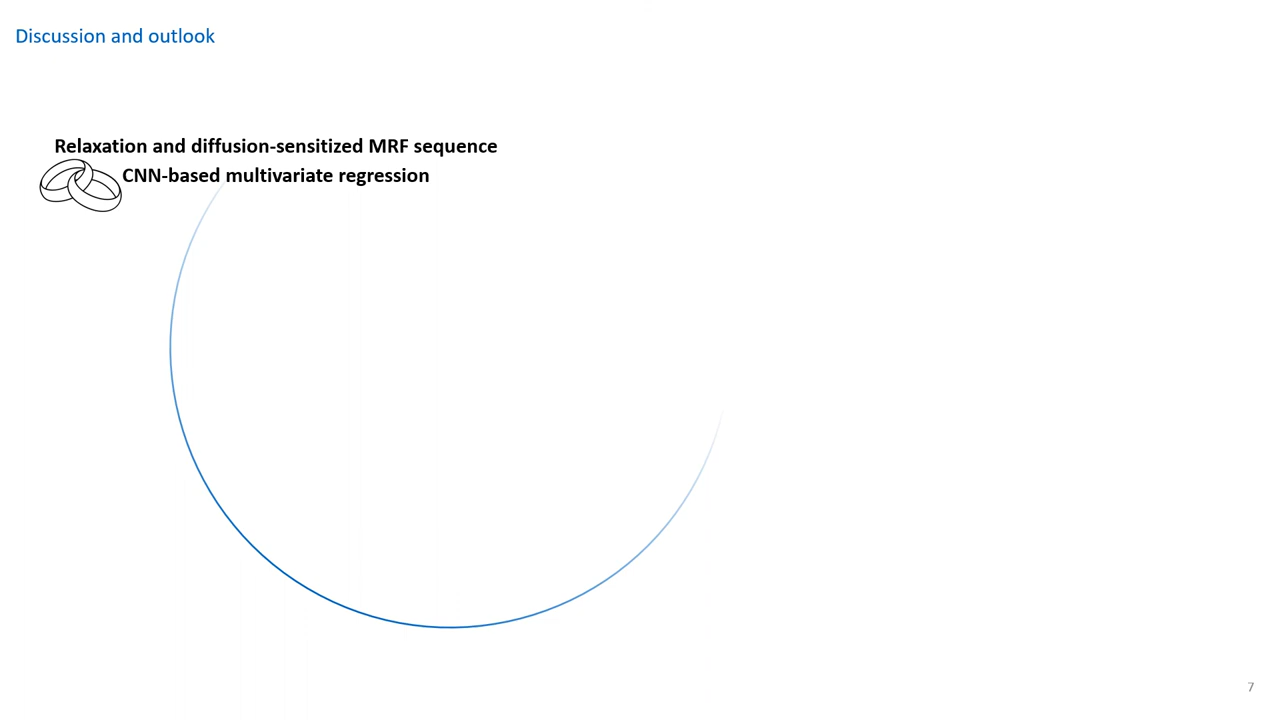 Discussion and outlook
Relaxation and diffusion-sensitized MRF sequence
CNN-based multivariate regression
7